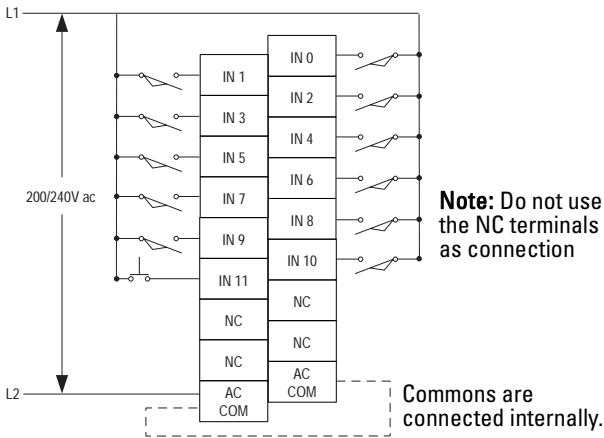 L1
IN 0
IN 1
IN 2
IN 3
IN 4
IN 5
IN 6
200/240V ac
IN 7
IN 8
IN 9
IN 10
IN 11
NC
NC
NC
NC
AC
COM
L2
AC
COM
Note: Do not use
the NC terminals
as connection
Commons are
connected internally.